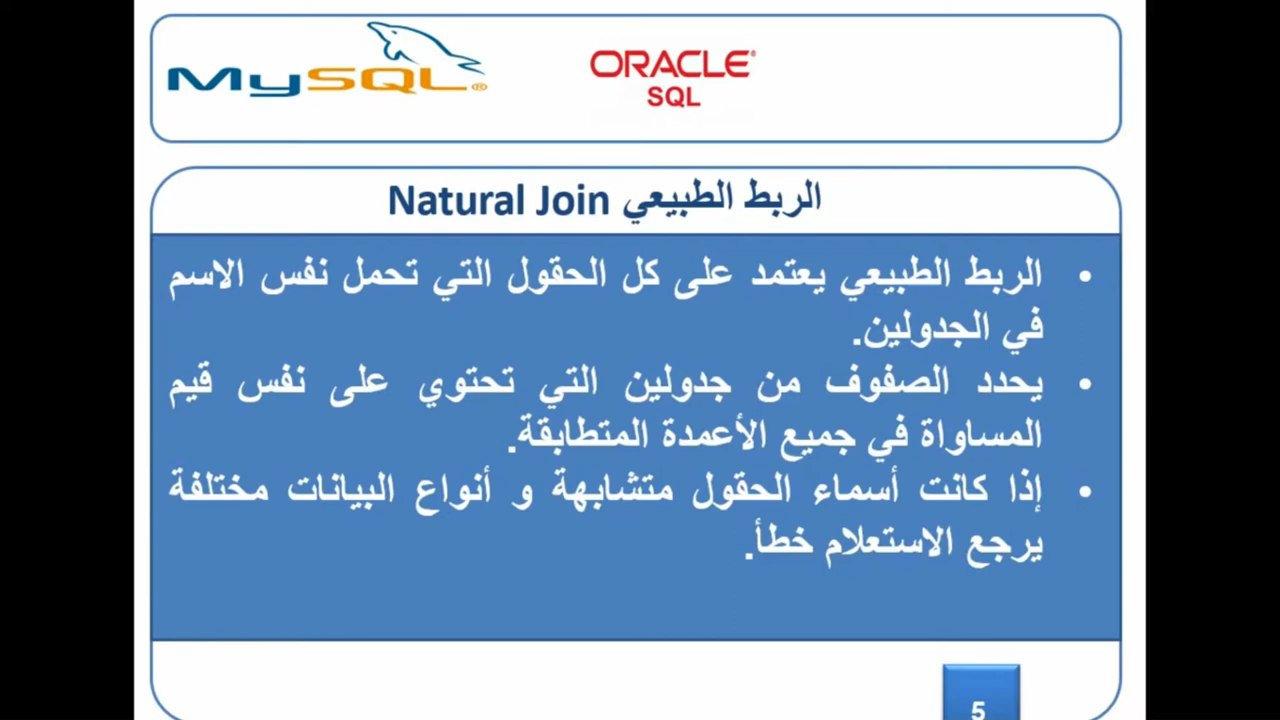 MySQL®
ORACLE®
SQL
الربط الطبيعي Natural Join
• الربط الطبيعي يعتمد على كل الحقول التي تحمل نفس الاسم
في الجدولين.
• يحدد الصفوف من جدولين التي تحتوي على نفس قيم
المساواة في جميع الأعمدة المتطابقة.
• إذا كانت أسماء الحقول متشابهة و أنواع البيانات مختلفة
يرجع الاستعلام خطأ.
5